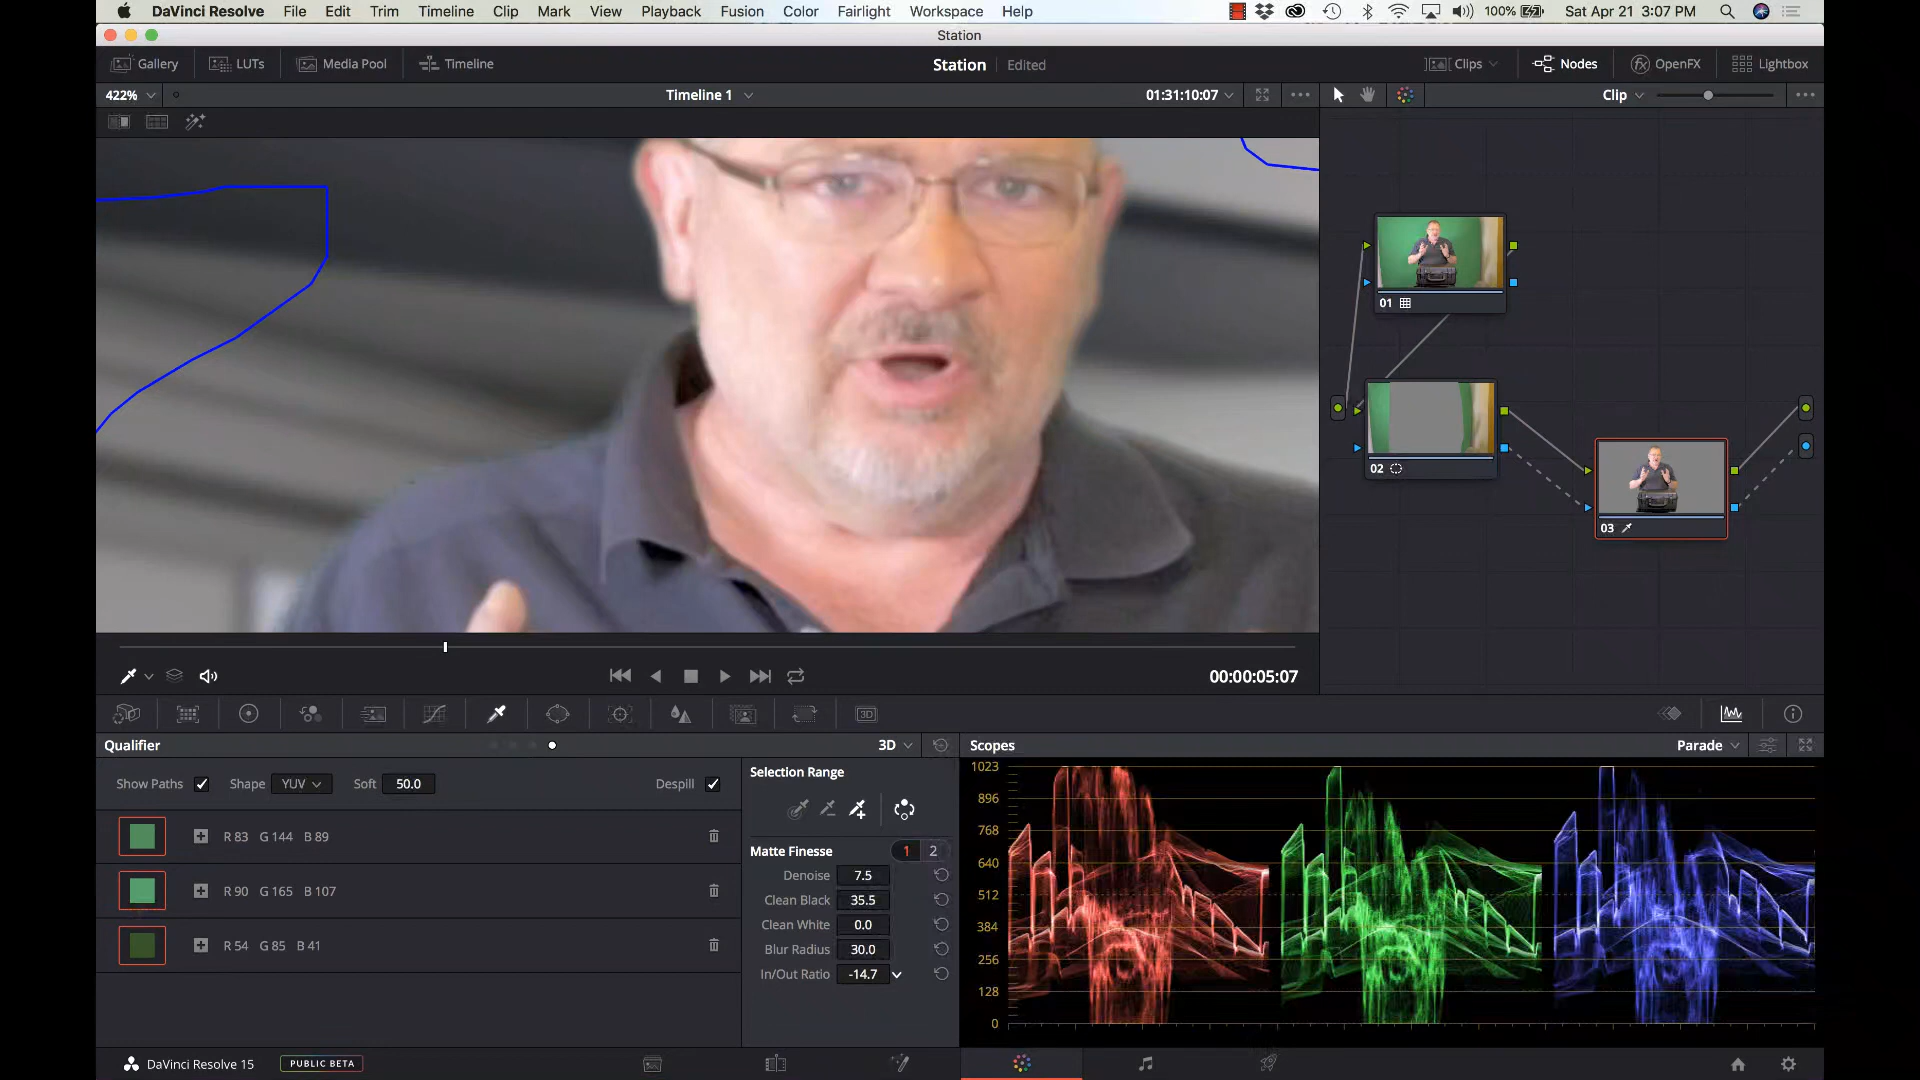 DaVinci Resolve File Edit Trim Timeline Clip Mark View Playback Fusion Color Fairlight Workspace Help 100% Sat Apr 21 3:07 PM
Station
Gallery LUTs Media Pool Timeline Station Edited Clips Nodes OpenFX Lightbox
422% Timeline 1 01:31:10:07 Clip
01
02
03
00:00:05:07
3D
Qualifier 3D Scopes Parade
Show Paths Shape YUV Soft 50.0 Despill
R 83 G 144 B 89
R 90 G 165 B 107
R 54 G 85 B 41
Selection Range
Matte Finesse 1 2
Denoise 7.5
Clean Black 35.5
Clean White 0.0
Blur Radius 30.0
In/Out Ratio -14.7
1023
896
768
640
512
384
256
128
0
DaVinci Resolve 15 PUBLIC BETA